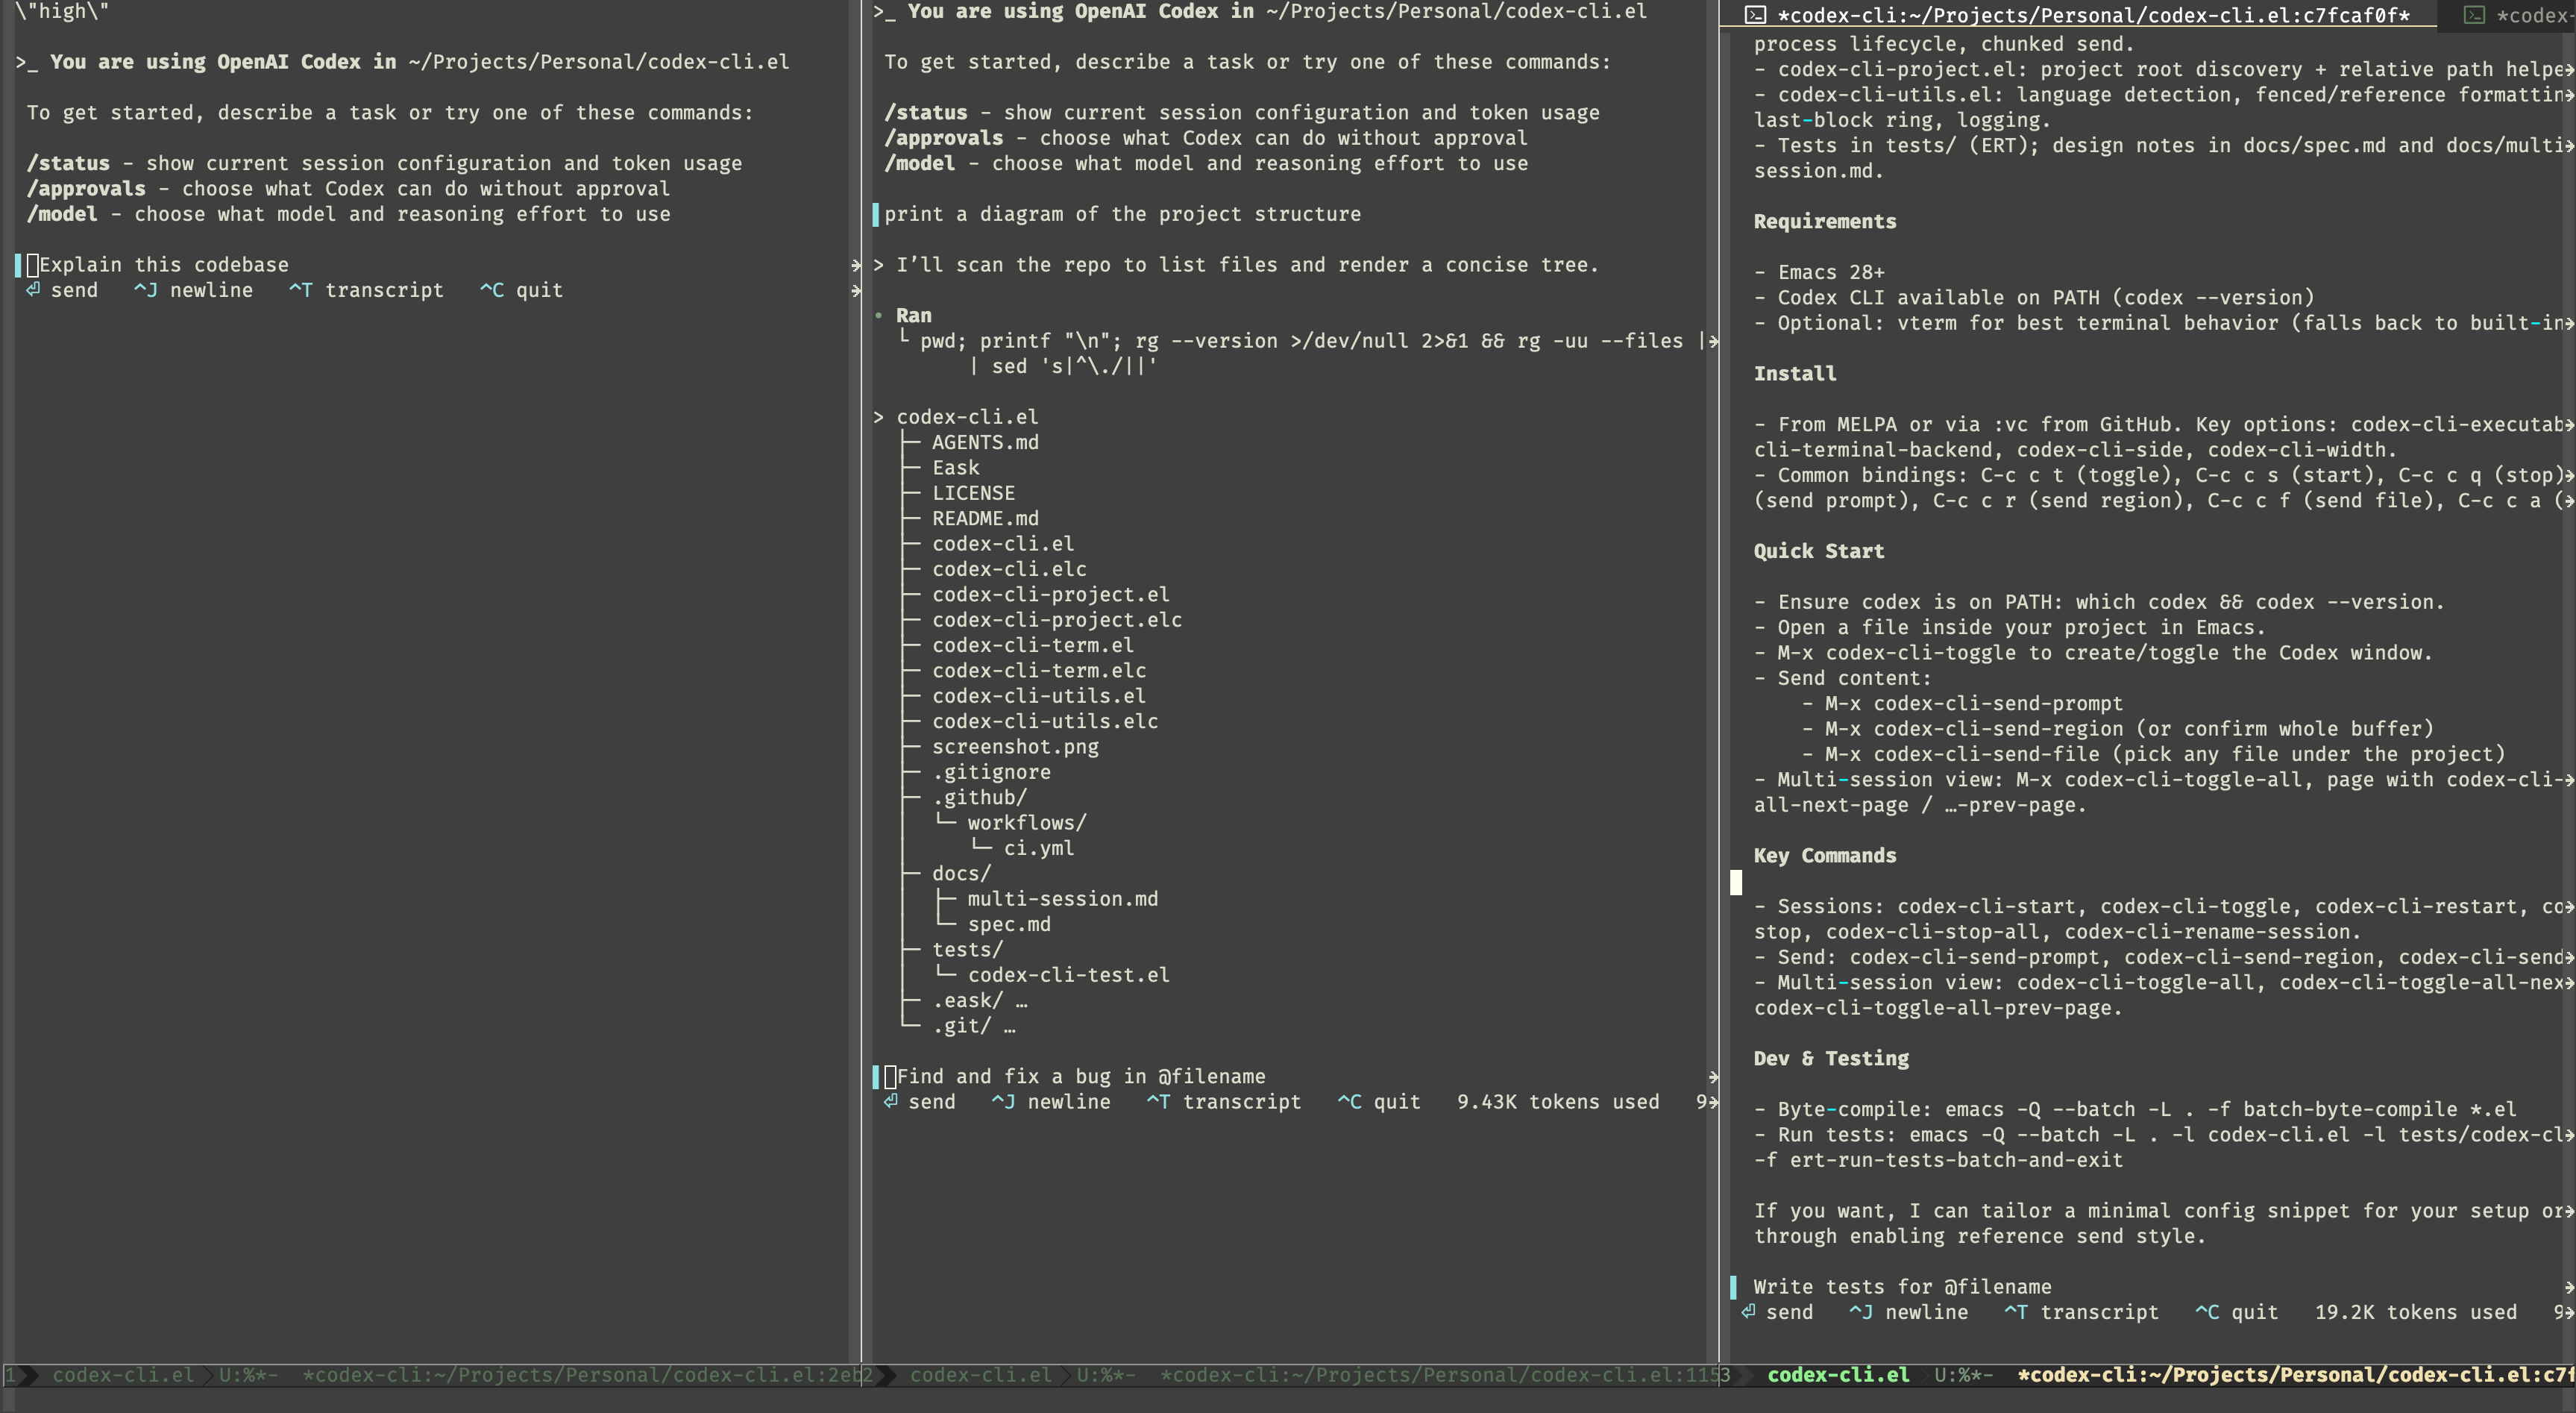 \"high\"
>_ You are using OpenAI Codex in ~/Projects/Personal/codex-cli.el
To get started, describe a task or try one of these commands:
/status - show current session configuration and token usage
/approvals - choose what Codex can do without approval
/model - choose what model and reasoning effort to use
Explain this codebase
⏎ send   ^J newline   ^T transcript   ^C quit
>_ You are using OpenAI Codex in ~/Projects/Personal/codex-cli.el
To get started, describe a task or try one of these commands:
/status - show current session configuration and token usage
/approvals - choose what Codex can do without approval
/model - choose what model and reasoning effort to use
print a diagram of the project structure
> I’ll scan the repo to list files and render a concise tree.
• Ran
└ pwd; printf "\n"; rg --version >/dev/null 2>&1 && rg -uu --files |
| sed 's|^\./||'
> codex-cli.el
├─ AGENTS.md
├─ Eask
├─ LICENSE
├─ README.md
├─ codex-cli.el
├─ codex-cli.elc
├─ codex-cli-project.el
├─ codex-cli-project.elc
├─ codex-cli-term.el
├─ codex-cli-term.elc
├─ codex-cli-utils.el
├─ codex-cli-utils.elc
├─ screenshot.png
├─ .gitignore
├─ .github/
│  └─ workflows/
│     └─ ci.yml
├─ docs/
│  ├─ multi-session.md
│  └─ spec.md
├─ tests/
│  └─ codex-cli-test.el
├─ .eask/ …
└─ .git/ …
Find and fix a bug in @filename
⏎ send   ^J newline   ^T transcript   ^C quit   9.43K tokens used   9
*codex-cli:~/Projects/Personal/codex-cli.el:c7fcaf0f*   *codex-
process lifecycle, chunked send.
- codex-cli-project.el: project root discovery + relative path helpe
- codex-cli-utils.el: language detection, fenced/reference formattin
last-block ring, logging.
- Tests in tests/ (ERT); design notes in docs/spec.md and docs/multi-
session.md.
Requirements
- Emacs 28+
- Codex CLI available on PATH (codex --version)
- Optional: vterm for best terminal behavior (falls back to built-in
Install
- From MELPA or via :vc from GitHub. Key options: codex-cli-executab
cli-terminal-backend, codex-cli-side, codex-cli-width.
- Common bindings: C-c c t (toggle), C-c c s (start), C-c c q (stop)
(send prompt), C-c c r (send region), C-c c f (send file), C-c c a (
Quick Start
- Ensure codex is on PATH: which codex && codex --version.
- Open a file inside your project in Emacs.
- M-x codex-cli-toggle to create/toggle the Codex window.
- Send content:
- M-x codex-cli-send-prompt
- M-x codex-cli-send-region (or confirm whole buffer)
- M-x codex-cli-send-file (pick any file under the project)
- Multi-session view: M-x codex-cli-toggle-all, page with codex-cli-
all-next-page / …-prev-page.
Key Commands
- Sessions: codex-cli-start, codex-cli-toggle, codex-cli-restart, co
stop, codex-cli-stop-all, codex-cli-rename-session.
- Send: codex-cli-send-prompt, codex-cli-send-region, codex-cli-send
- Multi-session view: codex-cli-toggle-all, codex-cli-toggle-all-nex
codex-cli-toggle-all-prev-page.
Dev & Testing
- Byte-compile: emacs -Q --batch -L . -f batch-byte-compile *.el
- Run tests: emacs -Q --batch -L . -l codex-cli.el -l tests/codex-cl
-f ert-run-tests-batch-and-exit
If you want, I can tailor a minimal config snippet for your setup or
through enabling reference send style.
Write tests for @filename
⏎ send   ^J newline   ^T transcript   ^C quit   19.2K tokens used   9
1 codex-cli.el U:%*- *codex-cli:~/Projects/Personal/codex-cli.el:2eb
2 codex-cli.el U:%*- *codex-cli:~/Projects/Personal/codex-cli.el:115
3 codex-cli.el U:%*- *codex-cli:~/Projects/Personal/codex-cli.el:c7f